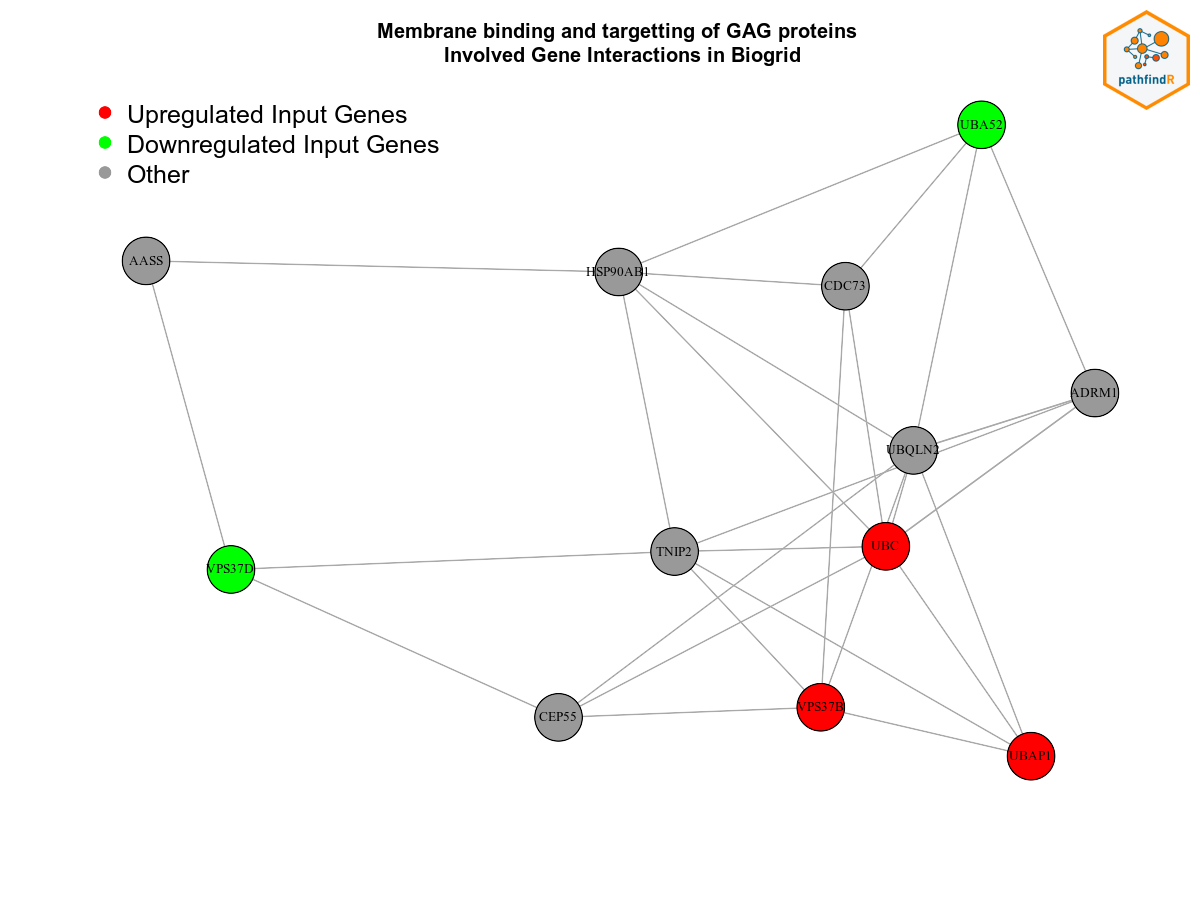 Membrane binding and targetting of GAG proteins
Involved Gene Interactions in Biogrid
pathfindR
Upregulated Input Genes
Downregulated Input Genes
Other
UBA52
AASS
HSP90AB1
CDC73
ADRM1
UBQLN2
UBC
TNIP2
VPS37D
CEP55
VPS37B
UBAP1